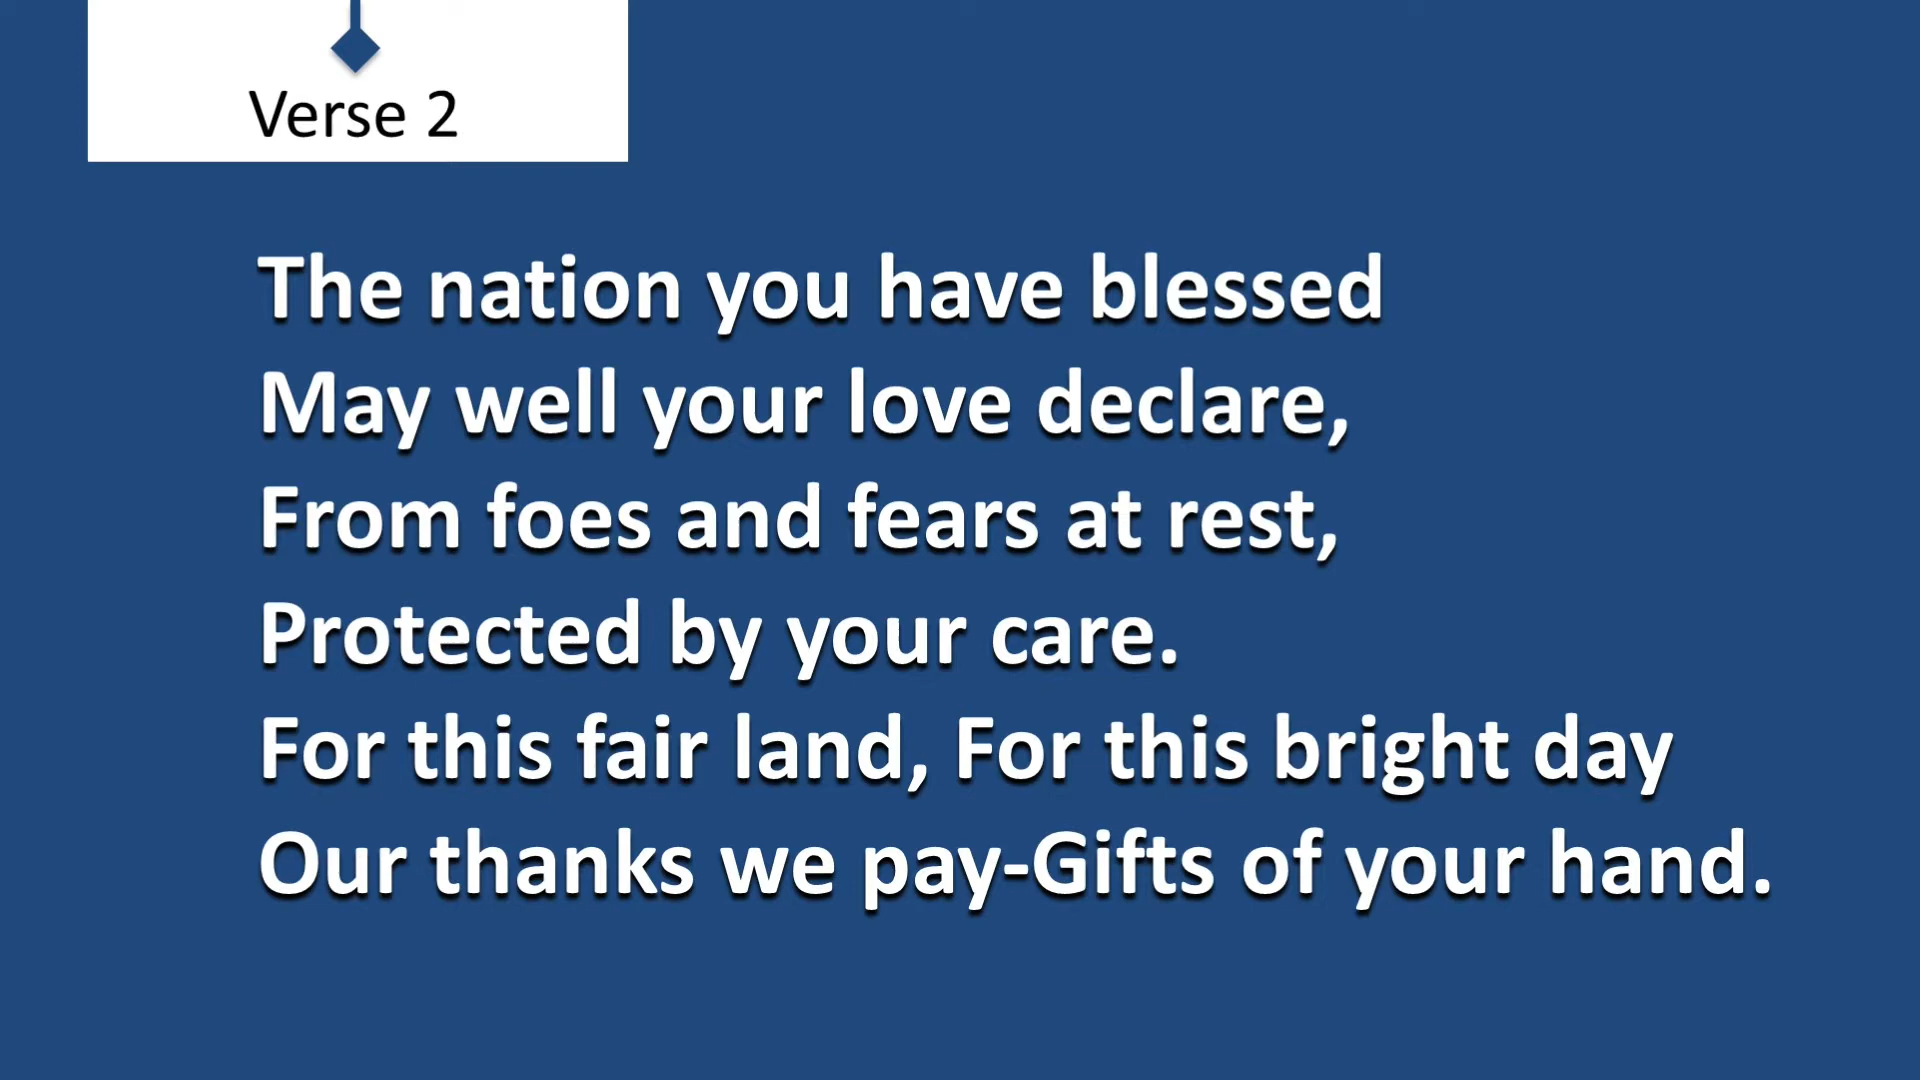 Verse 2
The nation you have blessed
May well your love declare,
From foes and fears at rest,
Protected by your care.
For this fair land, For this bright day
Our thanks we pay-Gifts of your hand.